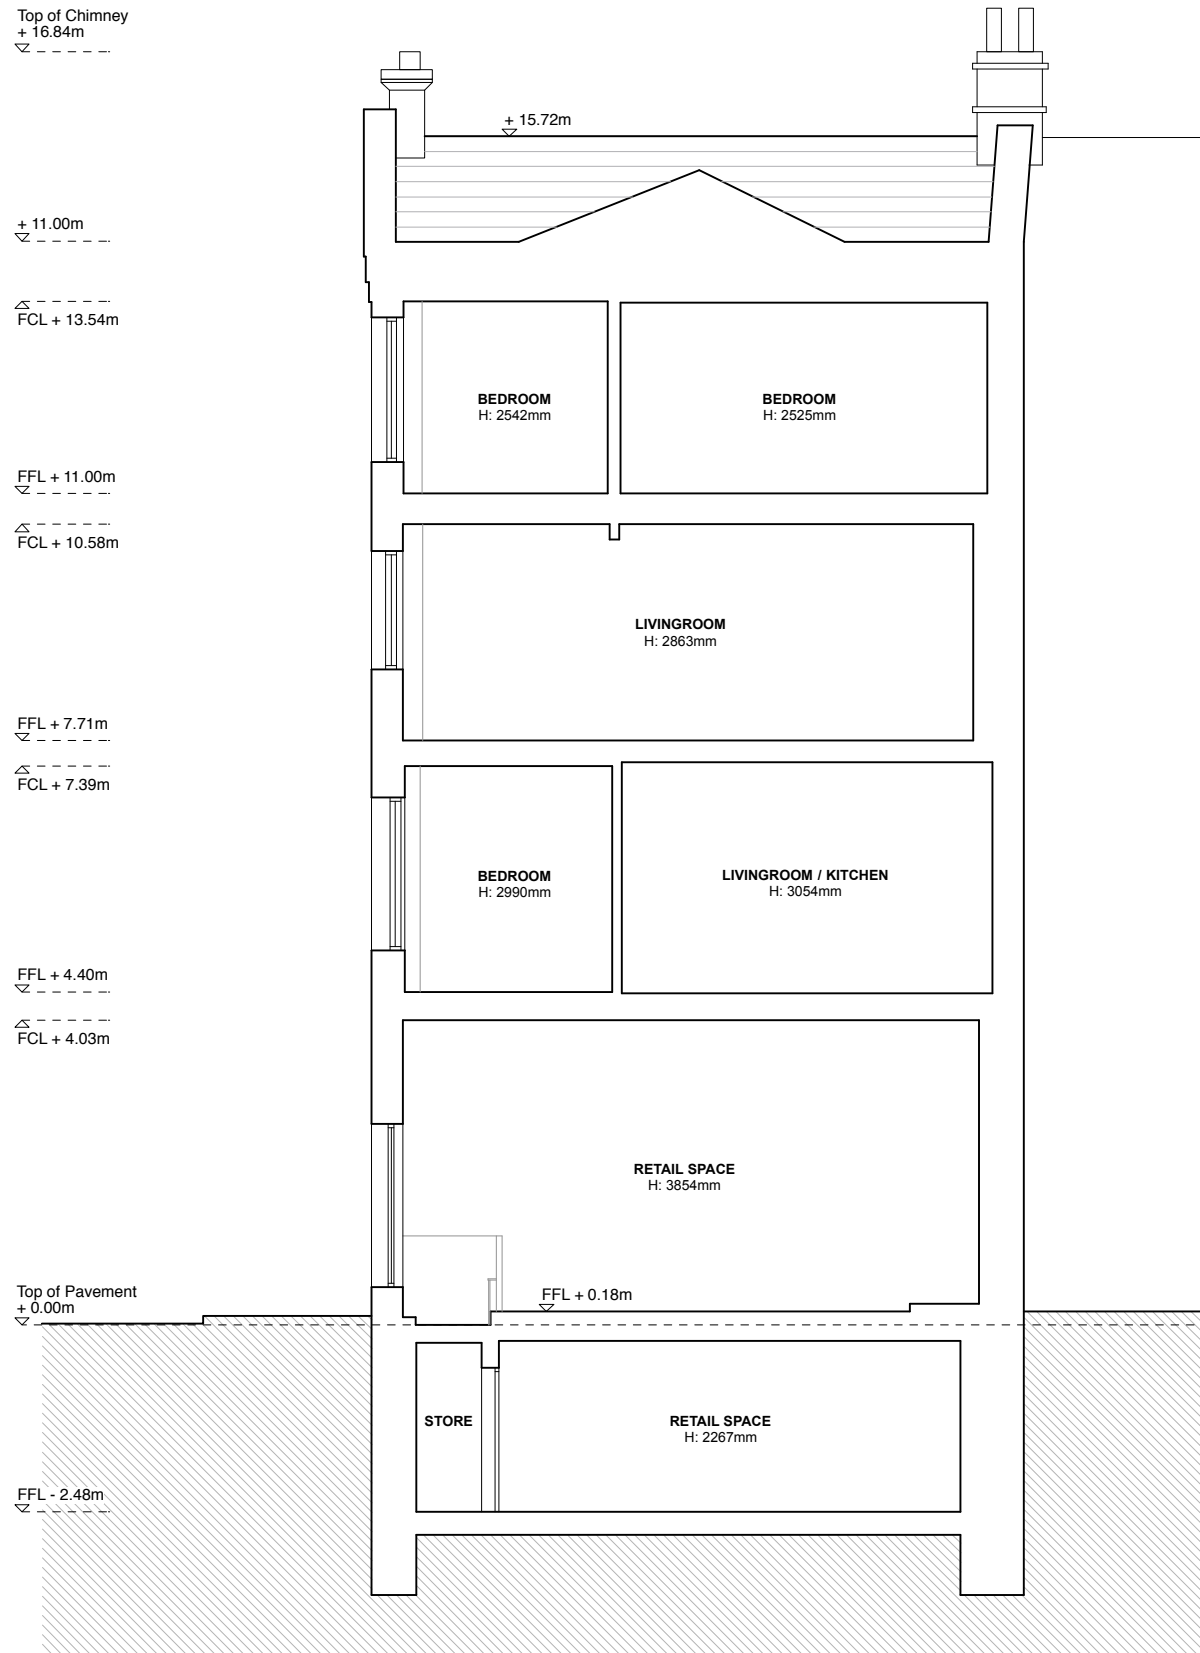 Top of Chimney
+ 16.84m
+ 15.72m
+ 11.00m
FCL + 13.54m
BEDROOM
H: 2542mm
BEDROOM
H: 2525mm
FFL + 11.00m
FCL + 10.58m
LIVINGROOM
H: 2863mm
FFL + 7.71m
FCL + 7.39m
BEDROOM
H: 2990mm
LIVINGROOM / KITCHEN
H: 3054mm
FFL + 4.40m
FCL + 4.03m
RETAIL SPACE
H: 3854mm
Top of Pavement
+ 0.00m
FFL + 0.18m
STORE
RETAIL SPACE
H: 2267mm
FFL - 2.48m